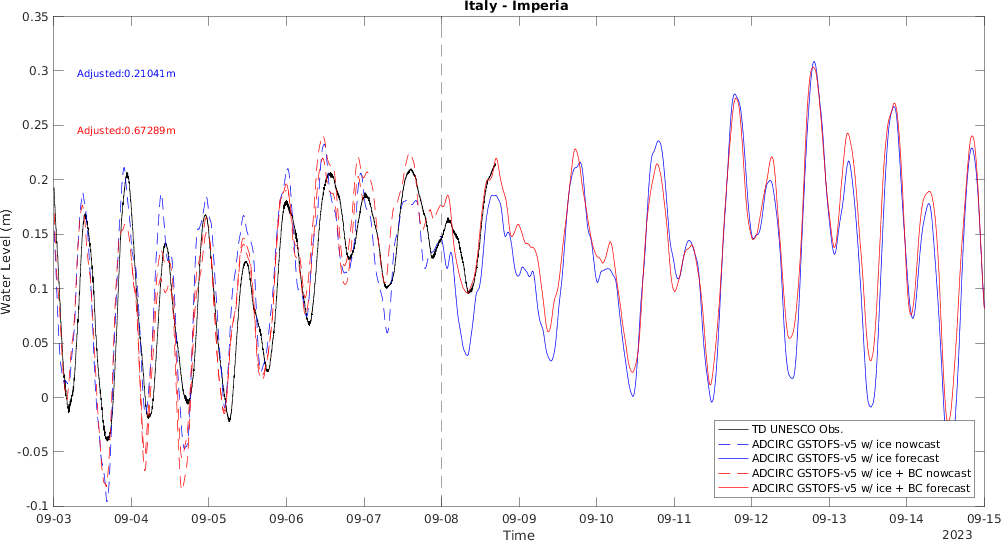 Italy - Imperia
0.35
0.3
0.25
0.2
0.15
0.1
0.05
0
-0.05
-0.1
Water Level (m)
Adjusted:0.21041m
Adjusted:0.67289m
TD UNESCO Obs.
ADCIRC GSTOFS-v5 w/ ice nowcast
ADCIRC GSTOFS-v5 w/ ice forecast
ADCIRC GSTOFS-v5 w/ ice + BC nowcast
ADCIRC GSTOFS-v5 w/ ice + BC forecast
09-03 09-04 09-05 09-06 09-07 09-08 09-09 09-10 09-11 09-12 09-13 09-14 09-15
Time
2023